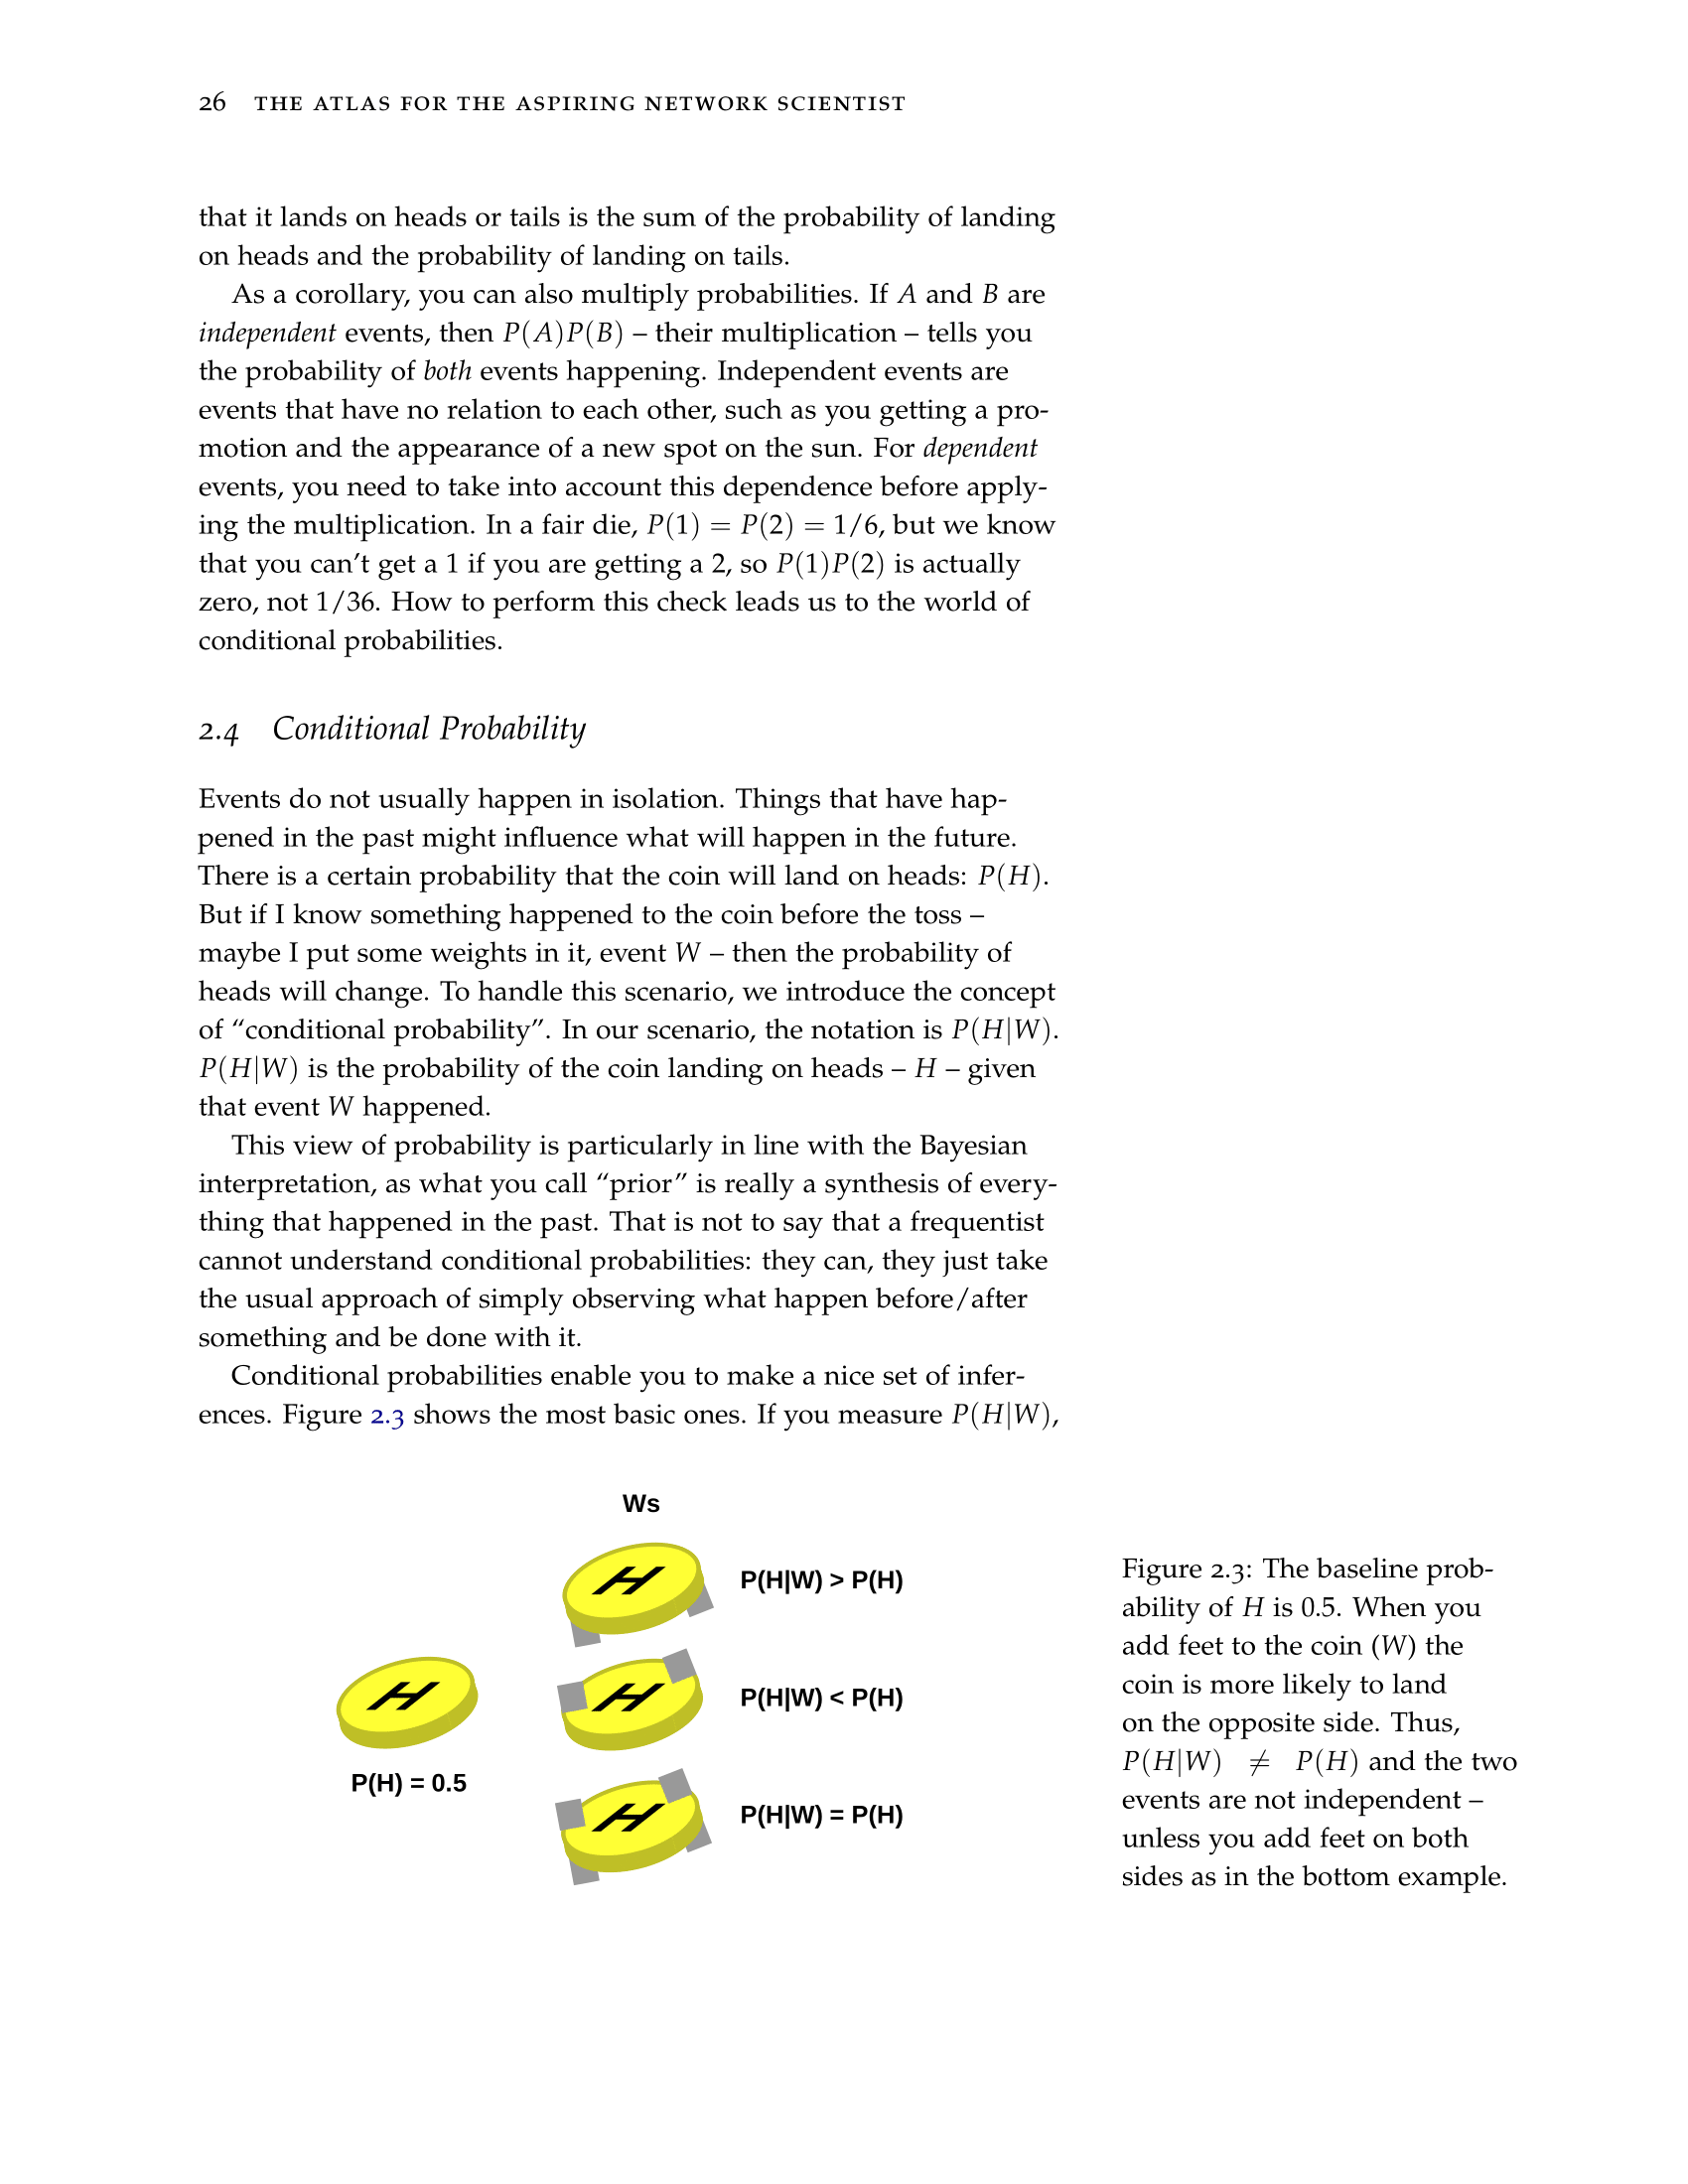 26 THE ATLAS FOR THE ASPIRING NETWORK SCIENTIST
that it lands on heads or tails is the sum of the probability of landing
on heads and the probability of landing on tails.
As a corollary, you can also multiply probabilities. If A and B are
independent events, then P(A)P(B) – their multiplication – tells you
the probability of both events happening. Independent events are
events that have no relation to each other, such as you getting a pro-
motion and the appearance of a new spot on the sun. For dependent
events, you need to take into account this dependence before apply-
ing the multiplication. In a fair die, P(1) = P(2) = 1/6, but we know
that you can't get a 1 if you are getting a 2, so P(1)P(2) is actually
zero, not 1/36. How to perform this check leads us to the world of
conditional probabilities.
2.4 Conditional Probability
Events do not usually happen in isolation. Things that have hap-
pened in the past might influence what will happen in the future.
There is a certain probability that the coin will land on heads: P(H).
But if I know something happened to the coin before the toss –
maybe I put some weights in it, event W – then the probability of
heads will change. To handle this scenario, we introduce the concept
of “conditional probability”. In our scenario, the notation is P(H|W).
P(H|W) is the probability of the coin landing on heads – H – given
that event W happened.
This view of probability is particularly in line with the Bayesian
interpretation, as what you call “prior” is really a synthesis of every-
thing that happened in the past. That is not to say that a frequentist
cannot understand conditional probabilities: they can, they just take
the usual approach of simply observing what happen before/after
something and be done with it.
Conditional probabilities enable you to make a nice set of infer-
ences. Figure 2.3 shows the most basic ones. If you measure P(H|W),
Ws
H
P(H|W) > P(H)
H
P(H) = 0.5
H
P(H|W) < P(H)
H
P(H|W) = P(H)
Figure 2.3: The baseline prob-
ability of H is 0.5. When you
add feet to the coin (W) the
coin is more likely to land
on the opposite side. Thus,
P(H|W) ≠ P(H) and the two
events are not independent –
unless you add feet on both
sides as in the bottom example.